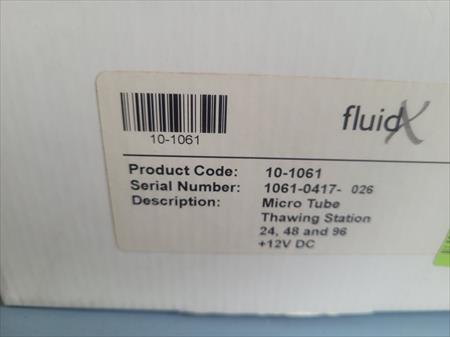 fluidX
10-1061
Product Code: 10-1061
Serial Number: 1061-0417- 026
Description: Micro Tube
Thawing Station
24, 48 and 96
+12V DC